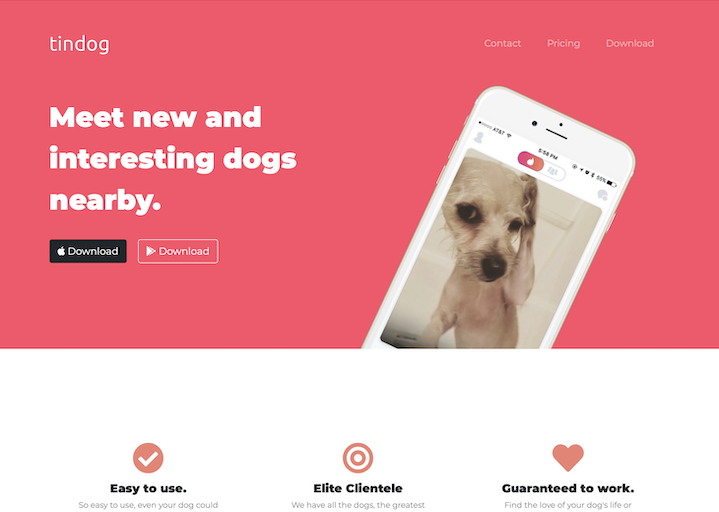 tindog
Contact Pricing Download
Meet new and
interesting dogs
nearby.
Download Download
AT&T 5:58 PM 55%
Easy to use. Elite Clientele Guaranteed to work.
So easy to use, even your dog could We have all the dogs, the greatest Find the love of your dog's life or